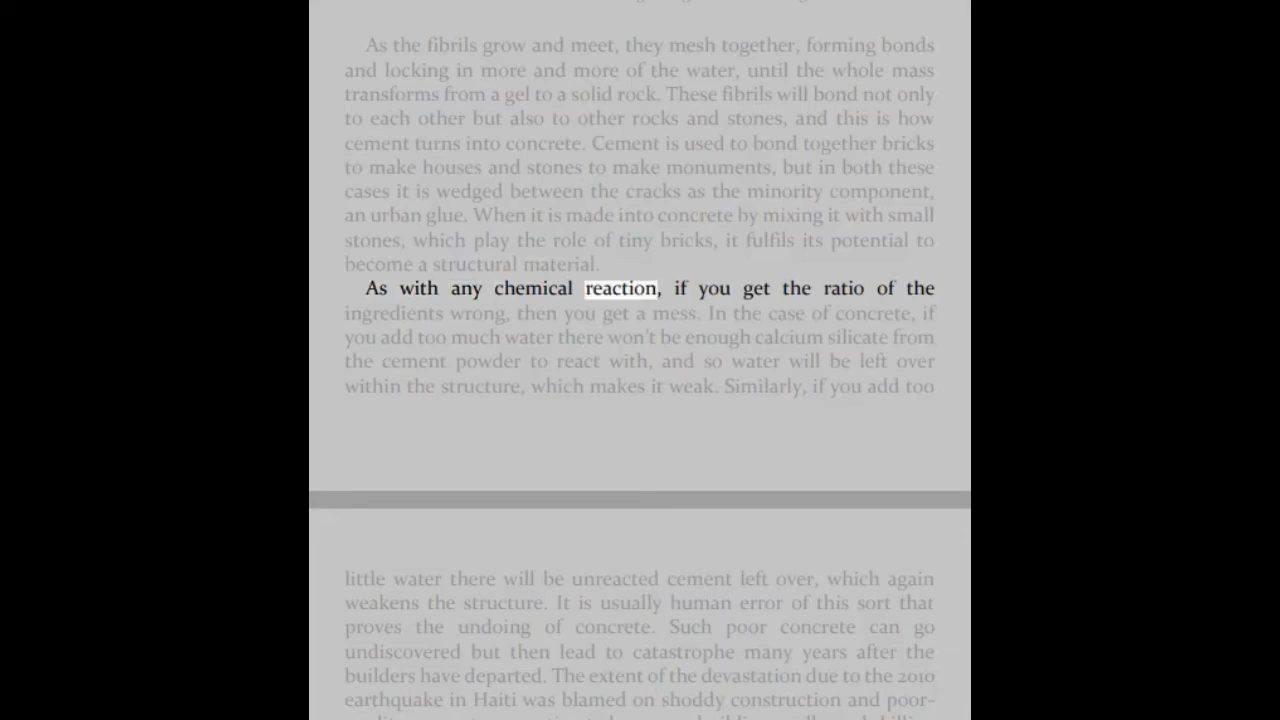 As the fibrils grow and meet, they mesh together, forming bonds
and locking in more and more of the water, until the whole mass
transforms from a gel to a solid rock. These fibrils will bond not only
to each other but also to other rocks and stones, and this is how
cement turns into concrete. Cement is used to bond together bricks
to make houses and stones to make monuments, but in both these
cases it is wedged between the cracks as the minority component,
an urban glue. When it is made into concrete by mixing it with small
stones, which play the role of tiny bricks, it fulfils its potential to
become a structural material.
As with any chemical reaction, if you get the ratio of the
ingredients wrong, then you get a mess. In the case of concrete, if
you add too much water there won't be enough calcium silicate from
the cement powder to react with, and so water will be left over
within the structure, which makes it weak. Similarly, if you add too
little water there will be unreacted cement left over, which again
weakens the structure. It is usually human error of this sort that
proves the undoing of concrete. Such poor concrete can go
undiscovered but then lead to catastrophe many years after the
builders have departed. The extent of the devastation due to the 2010
earthquake in Haiti was blamed on shoddy construction and poor-